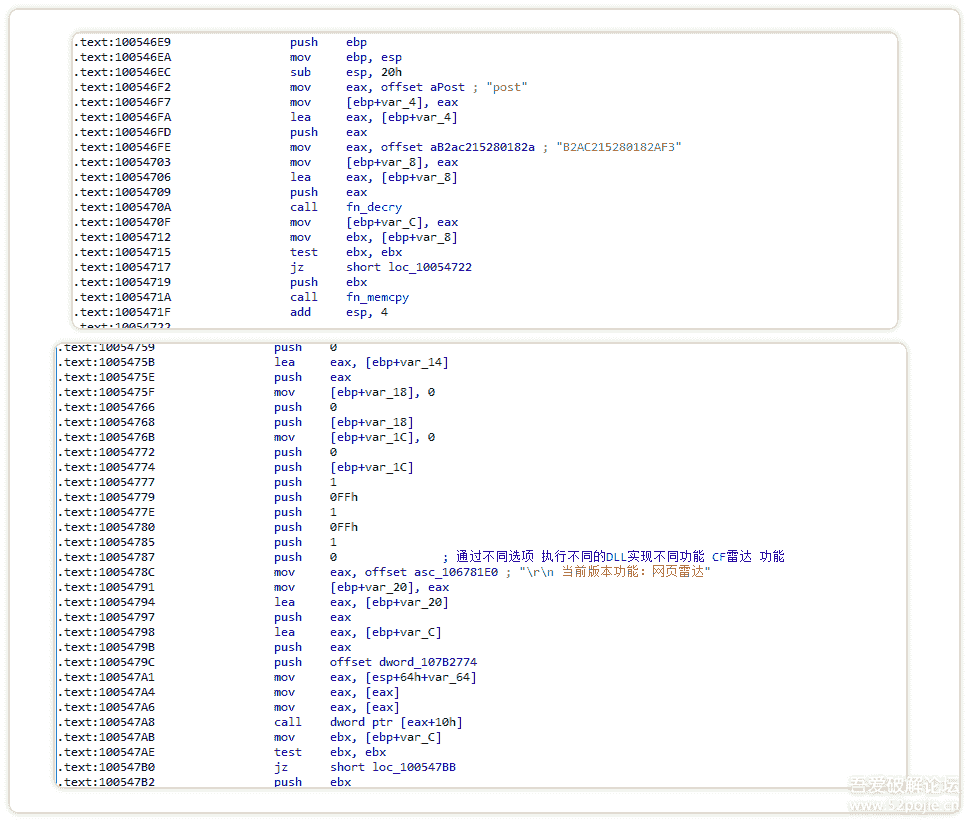 .text:100546E9 push ebp
.text:100546EA mov ebp, esp
.text:100546EC sub esp, 20h
.text:100546F2 mov eax, offset aPost ; "post"
.text:100546F7 mov [ebp+var_4], eax
.text:100546FA lea eax, [ebp+var_4]
.text:100546FD push eax
.text:100546FE mov eax, offset aB2ac215280182a ; "B2AC215280182AF3"
.text:10054703 mov [ebp+var_8], eax
.text:10054706 lea eax, [ebp+var_8]
.text:10054709 push eax
.text:1005470A call fn_decry
.text:1005470F mov [ebp+var_C], eax
.text:10054712 mov ebx, [ebp+var_8]
.text:10054715 test ebx, ebx
.text:10054717 jz short loc_10054722
.text:10054719 push ebx
.text:1005471A call fn_memcpy
.text:1005471F add esp, 4
.text:10054722
.text:10054759 push 0
.text:1005475B lea eax, [ebp+var_14]
.text:1005475E push eax
.text:1005475F mov [ebp+var_18], 0
.text:10054766 push 0
.text:10054768 push [ebp+var_18]
.text:1005476B mov [ebp+var_1C], 0
.text:10054772 push 0
.text:10054774 push [ebp+var_1C]
.text:10054777 push 1
.text:10054779 push 0FFh
.text:1005477E push 1
.text:10054780 push 0FFh
.text:10054785 push 1
.text:10054787 push 0 ; 通过不同选项 执行不同的DLL实现不同功能 CF雷达 功能
.text:1005478C mov eax, offset asc_106781E0 ; "\r\n 当前版本功能: 网页雷达"
.text:10054791 mov [ebp+var_20], eax
.text:10054794 lea eax, [ebp+var_20]
.text:10054797 push eax
.text:10054798 lea eax, [ebp+var_C]
.text:1005479B push eax
.text:1005479C push offset dword_107B2774
.text:100547A1 mov eax, [esp+64h+var_64]
.text:100547A4 mov eax, [eax]
.text:100547A6 mov eax, [eax]
.text:100547A8 call dword ptr [eax+10h]
.text:100547AB mov ebx, [ebp+var_C]
.text:100547AE test ebx, ebx
.text:100547B0 jz short loc_100547BB
.text:100547B2 push ebx
吾爱破解论坛
www.52pojie.cn